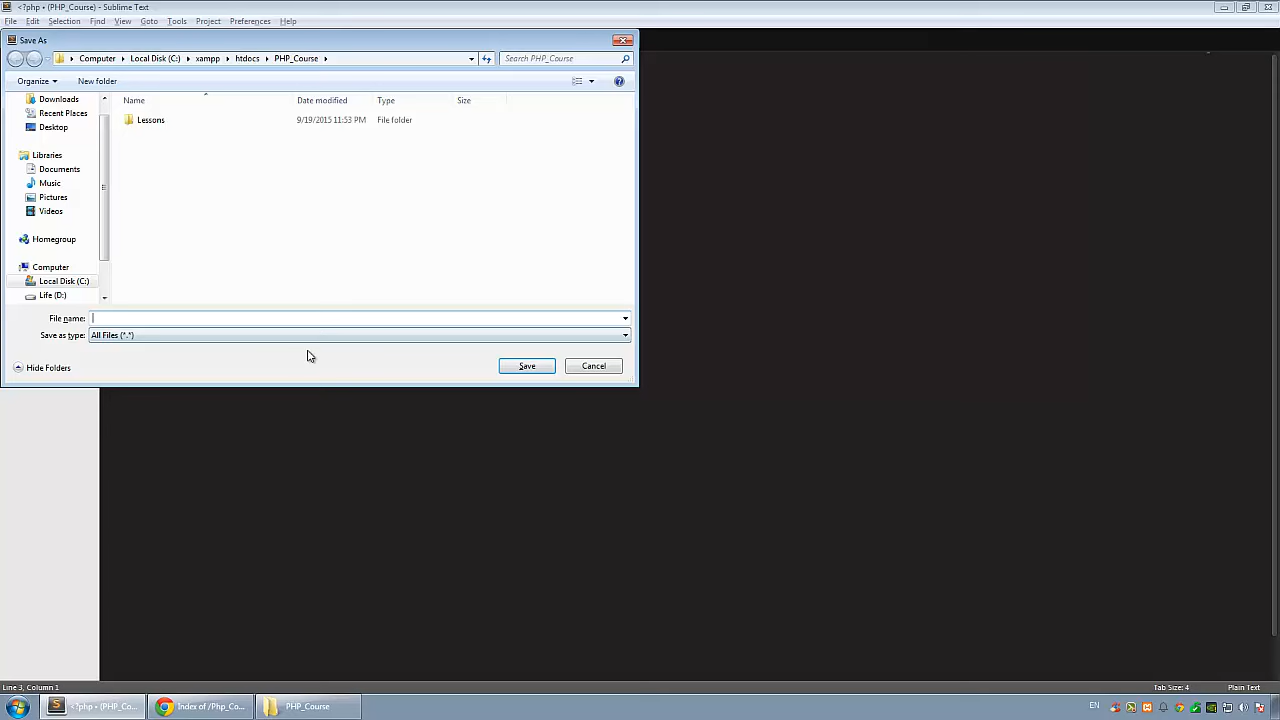 <?php • (PHP_Course) - Sublime Text
File Edit Selection Find View Goto Tools Project Preferences Help
Save As
Computer Local Disk (C:) xampp htdocs PHP_Course
Search PHP_Course
Organize New folder
Name Date modified Type Size
Lessons 9/19/2015 11:53 PM File folder
Downloads
Recent Places
Desktop
Libraries
Documents
Music
Pictures
Videos
Homegroup
Computer
Local Disk (C:)
Life (D:)
File name:
Save as type: All Files (*.*)
Hide Folders Save Cancel
Line 3, Column 1 Tab Size: 4 Plain Text
<?php • (PHP_Co... Index of /Php_Co... PHP_Course EN